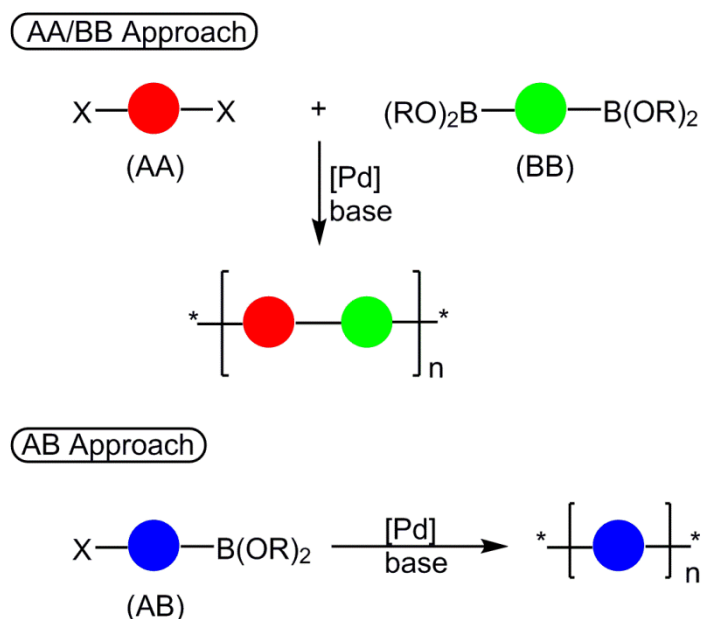 AA/BB Approach
X X + (RO)₂B B(OR)₂
(AA) (BB)
[Pd]
base
* * n
AB Approach
X B(OR)₂ [Pd] * * n
base
(AB)